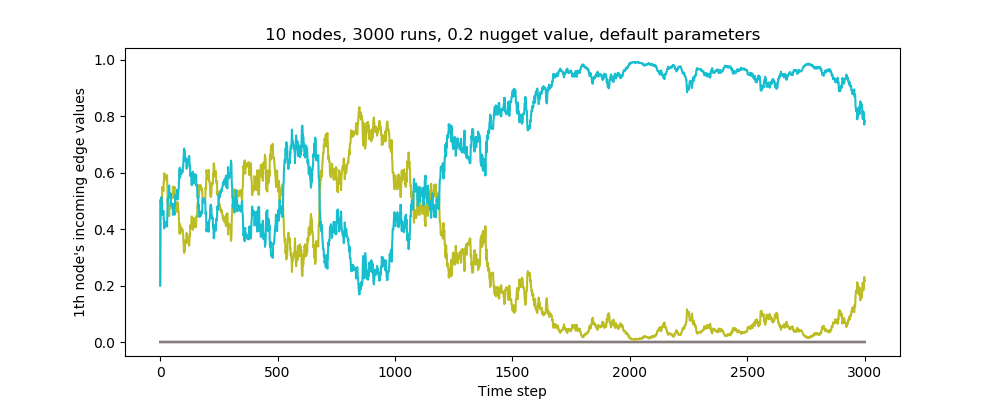 10 nodes, 3000 runs, 0.2 nugget value, default parameters
1th node's incoming edge values
1.0
0.8
0.6
0.4
0.2
0.0
0 500 1000 1500 2000 2500 3000
Time step